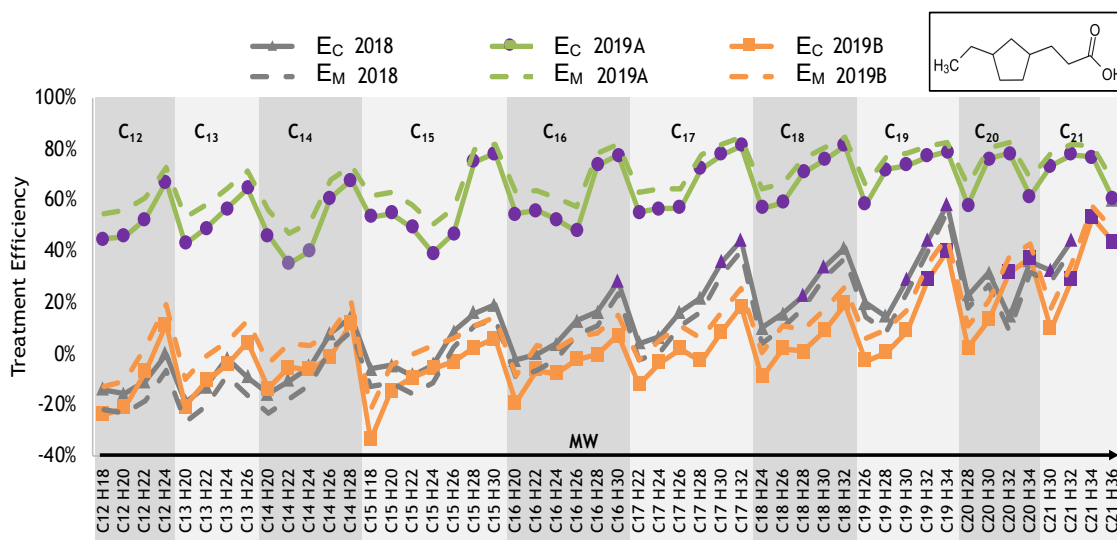 E_C 2018 E_C 2019A E_C 2019B
E_M 2018 E_M 2019A E_M 2019B
H₃C O OH
Treatment Efficiency
100%
80%
60%
40%
20%
0%
-20%
-40%
C₁₂ C₁₃ C₁₄ C₁₅ C₁₆ C₁₇ C₁₈ C₁₉ C₂₀ C₂₁
MW
C12 H18
C12 H20
C12 H22
C12 H24
C13 H20
C13 H22
C13 H24
C13 H26
C14 H20
C14 H22
C14 H24
C14 H26
C14 H28
C15 H18
C15 H20
C15 H22
C15 H24
C15 H26
C15 H28
C15 H30
C16 H20
C16 H22
C16 H24
C16 H26
C16 H28
C16 H30
C17 H22
C17 H24
C17 H26
C17 H28
C17 H30
C17 H32
C18 H24
C18 H26
C18 H28
C18 H30
C18 H32
C19 H26
C19 H28
C19 H30
C19 H32
C19 H34
C20 H28
C20 H30
C20 H32
C20 H34
C21 H30
C21 H32
C21 H34
C21 H36